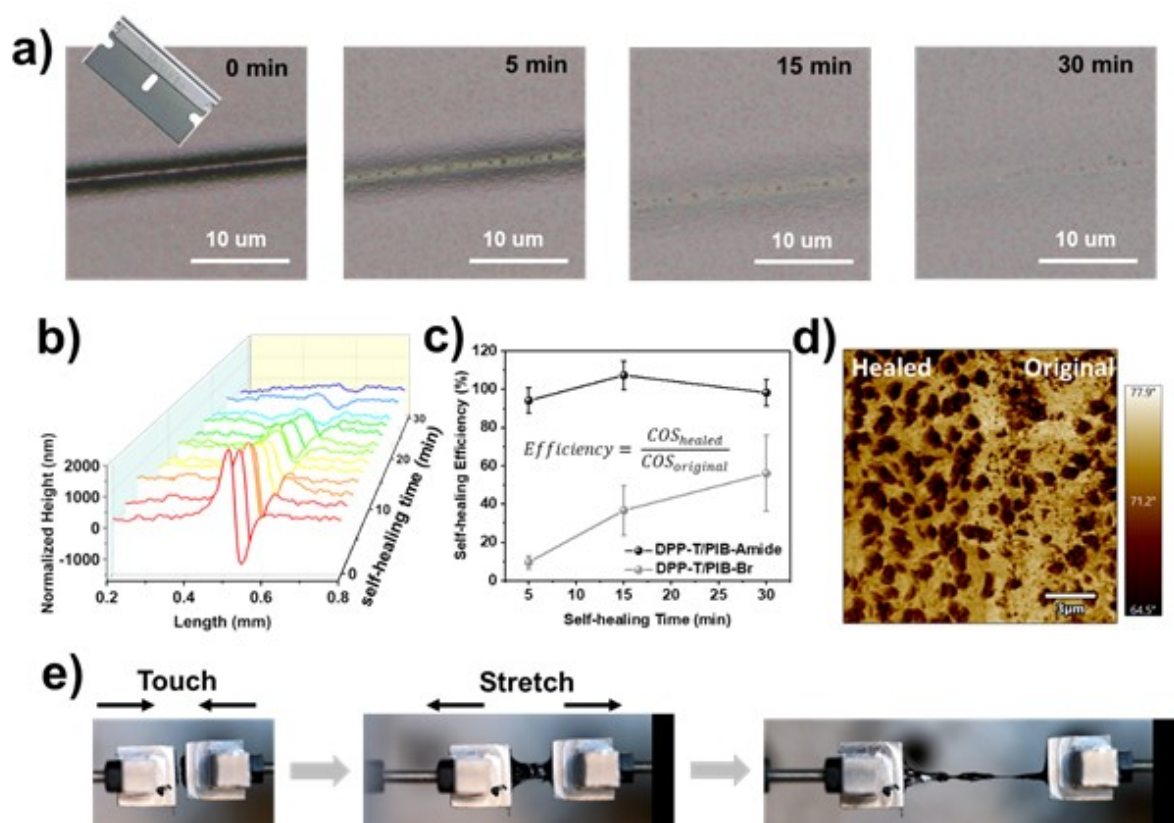 a)
0 min
5 min
15 min
30 min
10 um
10 um
10 um
10 um
b)
Normalized Height (nm)
2000
1000
0
-1000
0.2
0.4
0.6
0.8
Length (mm)
0
10
20
30
self-healing time (min)
c)
Self-healing Efficiency (%)
120
100
80
60
40
20
0
Efficiency = COS_healed / COS_original
DPP-T/PIB-Amide
DPP-T/PIB-Br
5
10
15
20
25
30
Self-healing Time (min)
d)
Healed
Original
3μm
77.9°
71.2°
64.5°
e)
Touch
Stretch